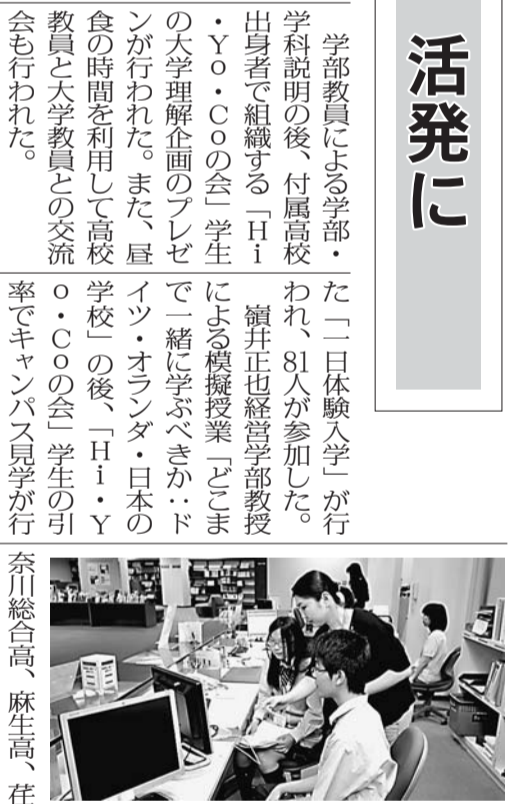 活発に
学部教員による学部・
学科説明の後、付属高校
出身者で組織する「Hi
・Yo・Coの会」学生
の大学理解企画のプレゼ
ンが行われた。また、昼
食の時間を利用して高校
教員と大学教員との交流
会も行われた。
た「一日体験入学」が行
われ、81人が参加した。
嶺井正也経営学部教授
による模擬授業「どこま
で一緒に学ぶべきか：ド
イツ・オランダ・日本の
学校」の後、「Hi・Y
o・Coの会」学生の引
率でキャンパス見学が行
奈川総合高、麻生高、荏